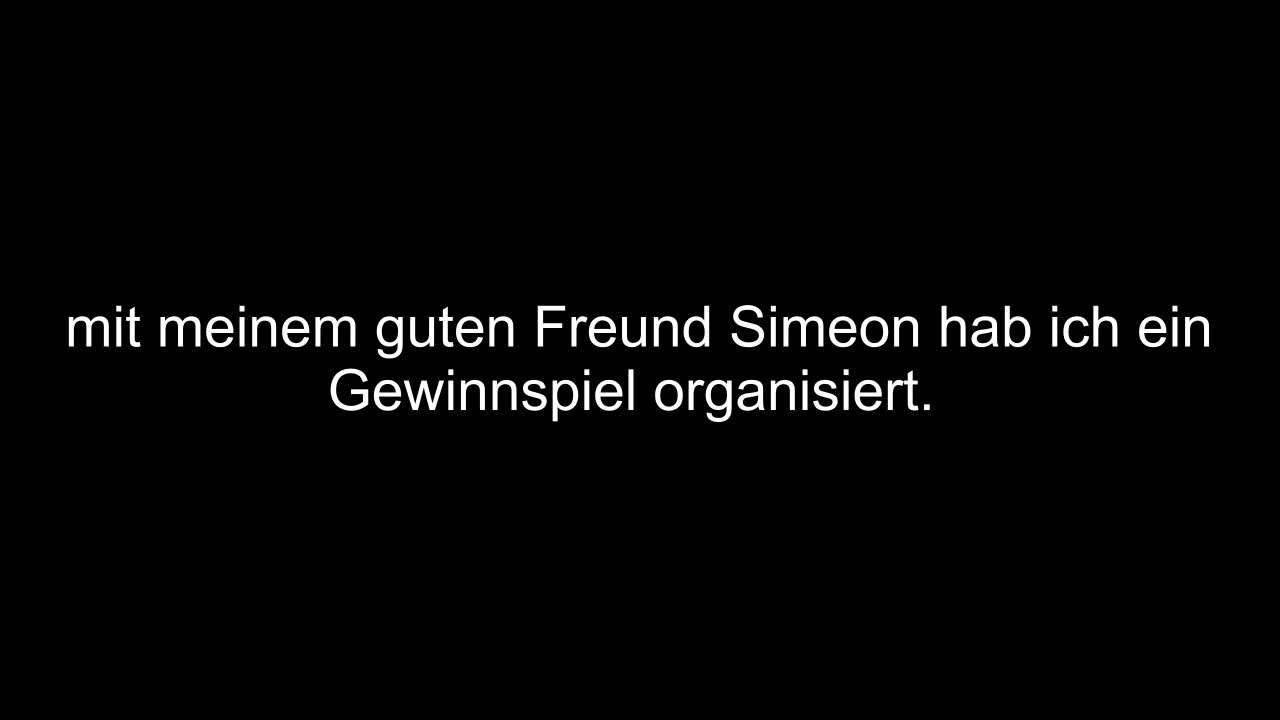 mit meinem guten Freund Simeon hab ich ein
Gewinnspiel organisiert.